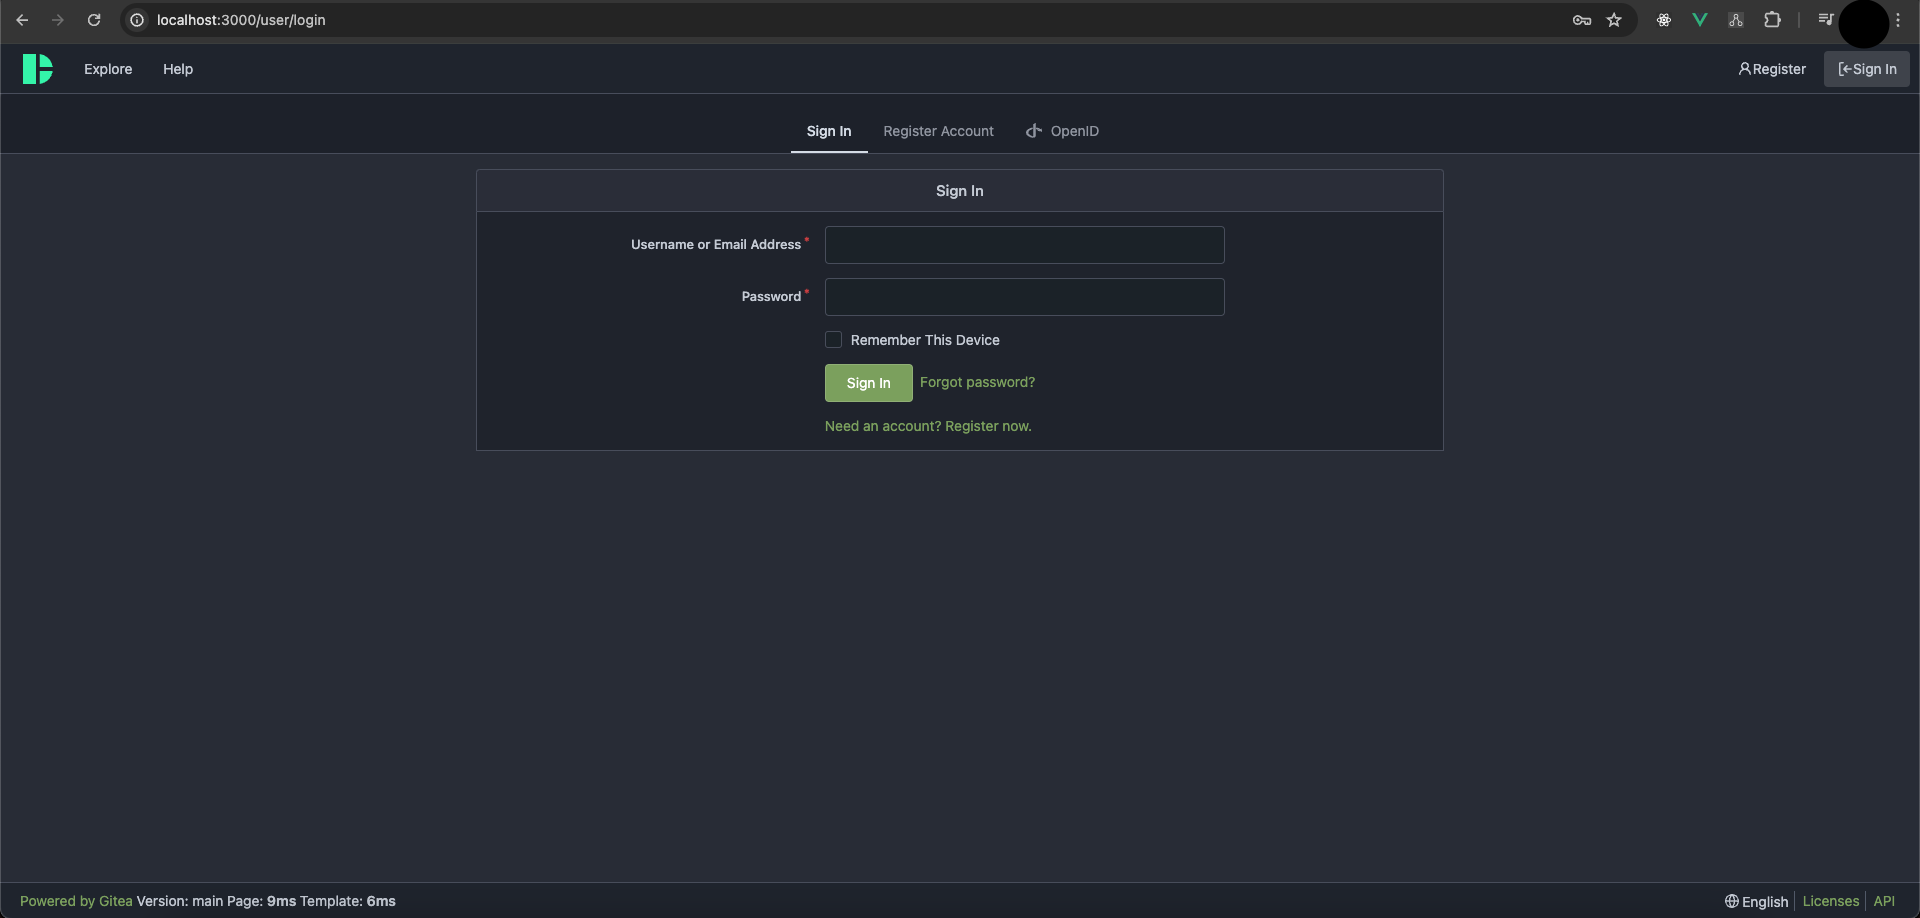 localhost:3000/user/login
Explore Help Register Sign In
Sign In Register Account OpenID
Sign In
Username or Email Address*
Password*
Remember This Device
Sign In Forgot password?
Need an account? Register now.
Powered by Gitea Version: main Page: 9ms Template: 6ms English Licenses API